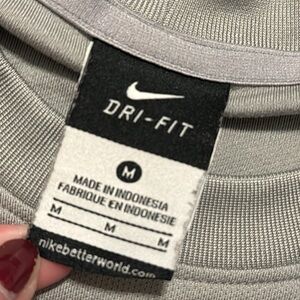 DRI-FIT
M
MADE IN INDONESIA
FABRIQUE EN INDONESIE
M M M
nikebetterworld.com